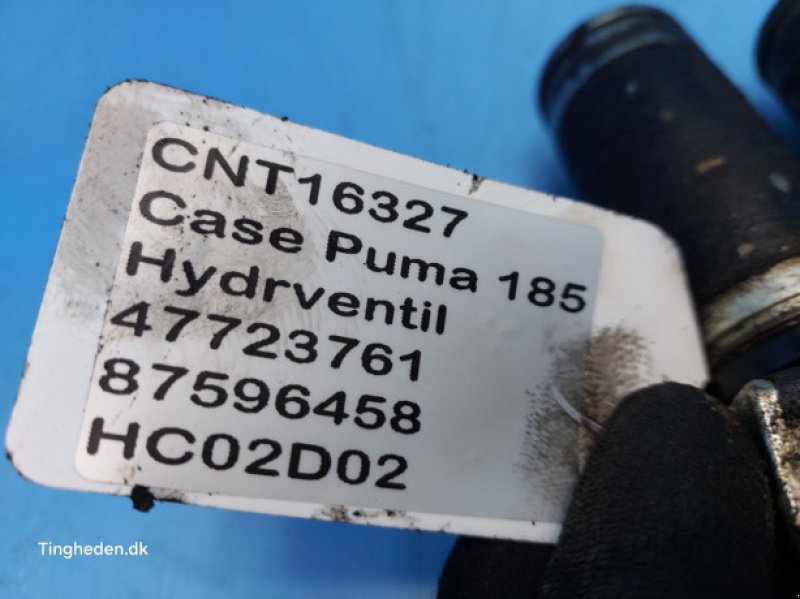 CNT16327
Case Puma 185
Hydrventil
47723761
87596458
HC02D02
Tingheden.dk